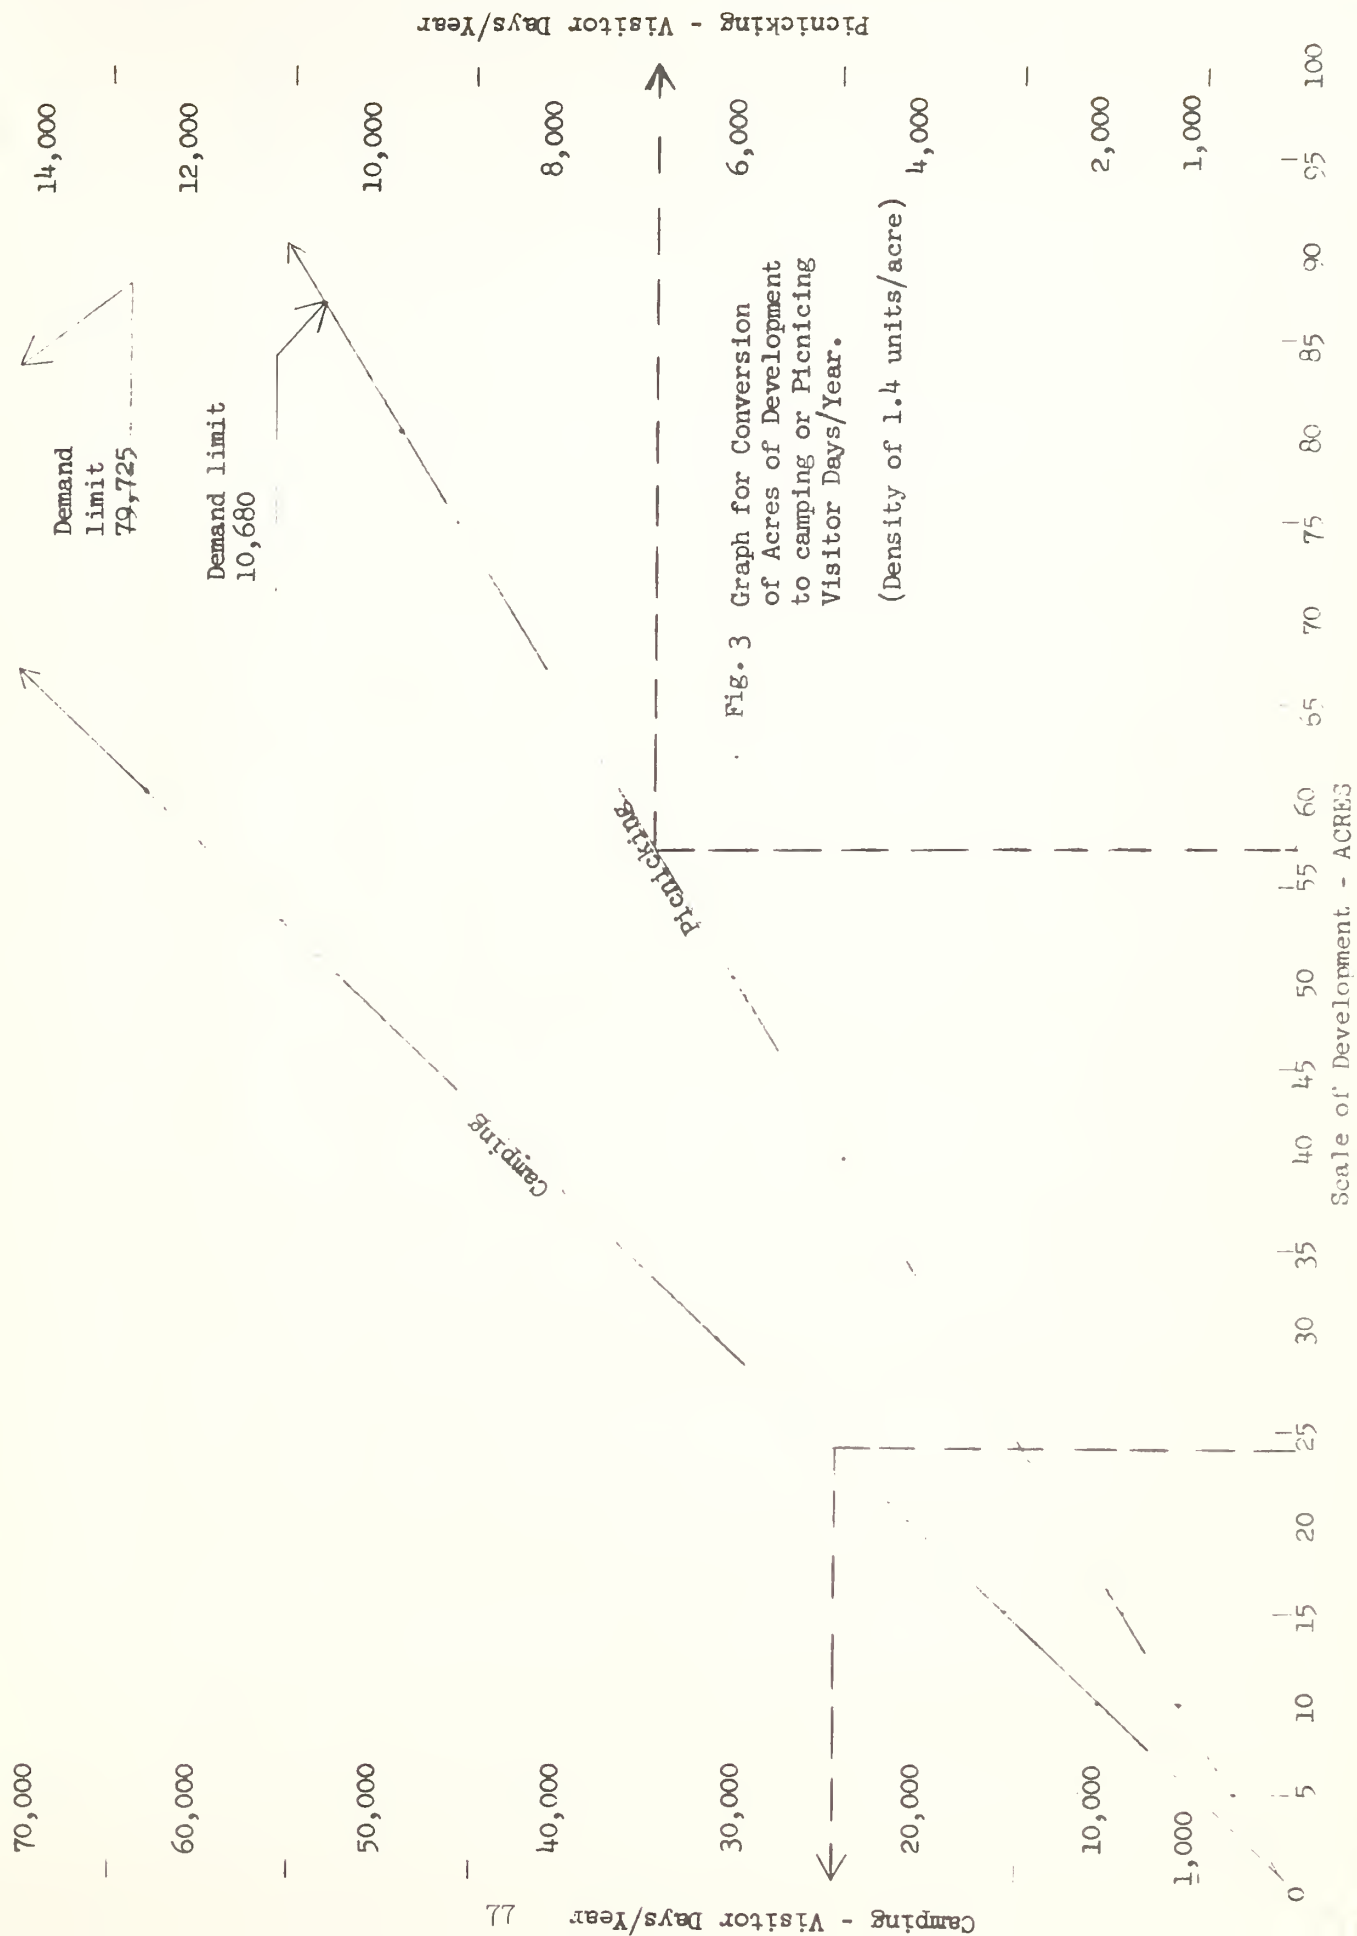 Picnicking - Visitor Days/Year
14,000
12,000
10,000
8,000
6,000
4,000
2,000
1,000
Demand
limit
79,725
Demand limit
10,680
Camping
Picnicking
Fig. 3 Graph for Conversion
of Acres of Development
to camping or Picnicing
Visitor Days/Year.
(Density of 1.4 units/acre)
70,000
60,000
50,000
40,000
30,000
20,000
10,000
1,000
Camping - Visitor Days/Year
0 5 10 15 20 25 30 35 40 45 50 55 60 65 70 75 80 85 90 95 100
Scale of Development - ACRES
77